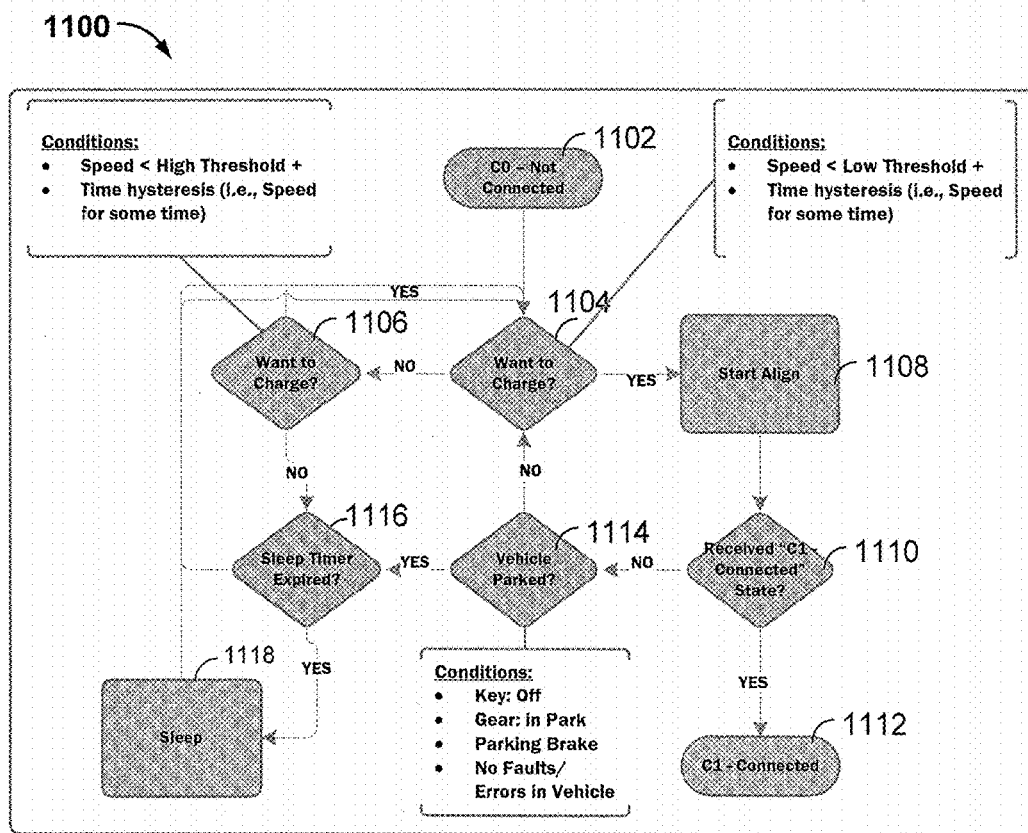 1100
Conditions:
• Speed < High Threshold +
• Time hysteresis (i.e., Speed
for some time)
1102
C0 – Not
Connected
Conditions:
• Speed < Low Threshold +
• Time hysteresis (i.e., Speed
for some time)
YES
1106
Want to
Charge?
NO
1104
Want to
Charge?
YES
Start Align
1108
NO
NO
1116
Sleep Timer
Expired?
YES
1114
Vehicle
Parked?
NO
Received "C1 -
Connected"
State?
1110
YES
1118
Sleep
Conditions:
• Key: Off
• Gear: in Park
• Parking Brake
• No Faults/
Errors in Vehicle
YES
1112
C1 - Connected